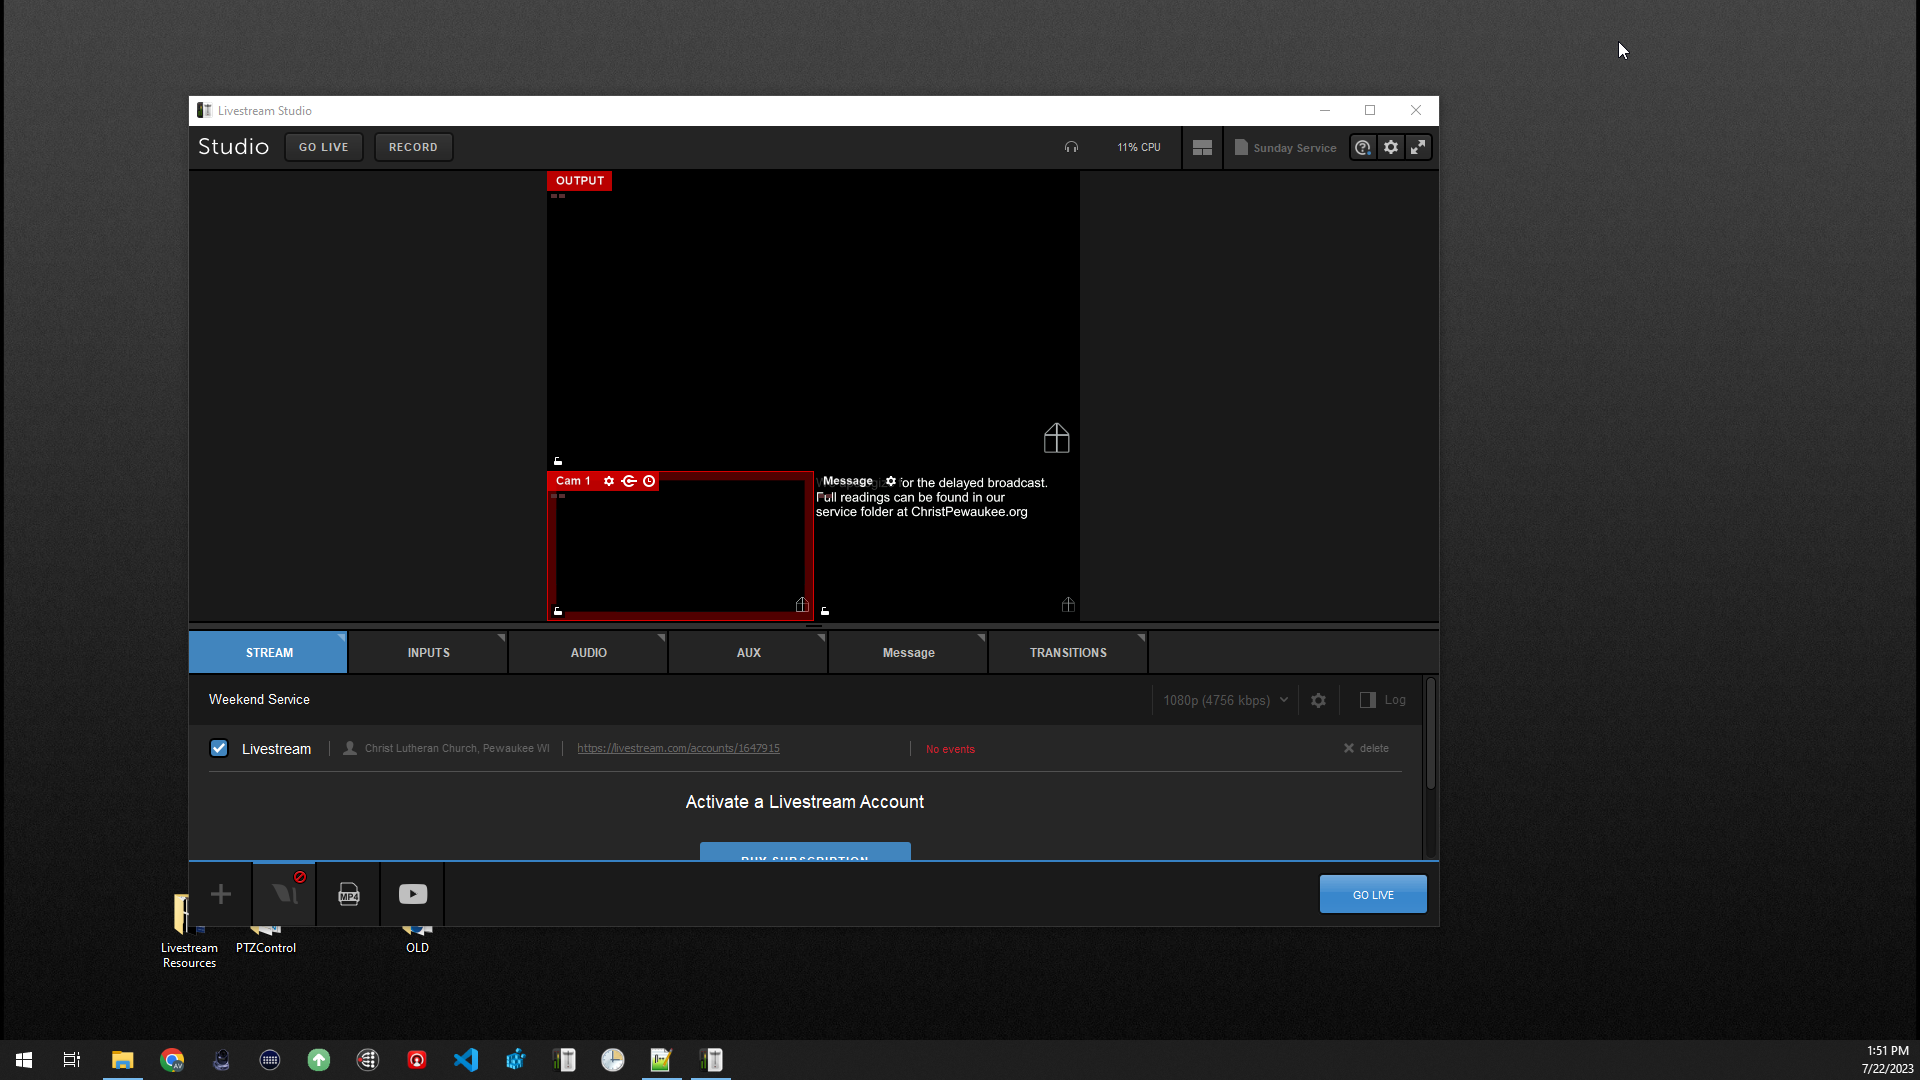 Livestream Studio
Studio
GO LIVE
RECORD
11% CPU
Sunday Service
OUTPUT
Cam 1
Message
for the delayed broadcast.
Full readings can be found in our
service folder at ChristPewaukee.org
STREAM
INPUTS
AUDIO
AUX
Message
TRANSITIONS
Weekend Service
1080p (4756 kbps)
Log
Livestream
Christ Lutheran Church, Pewaukee WI
https://livestream.com/accounts/1647915
No events
delete
Activate a Livestream Account
BUY SUBSCRIPTION
MP4
GO LIVE
Livestream
Resources
PTZControl
OLD
1:51 PM
7/22/2023